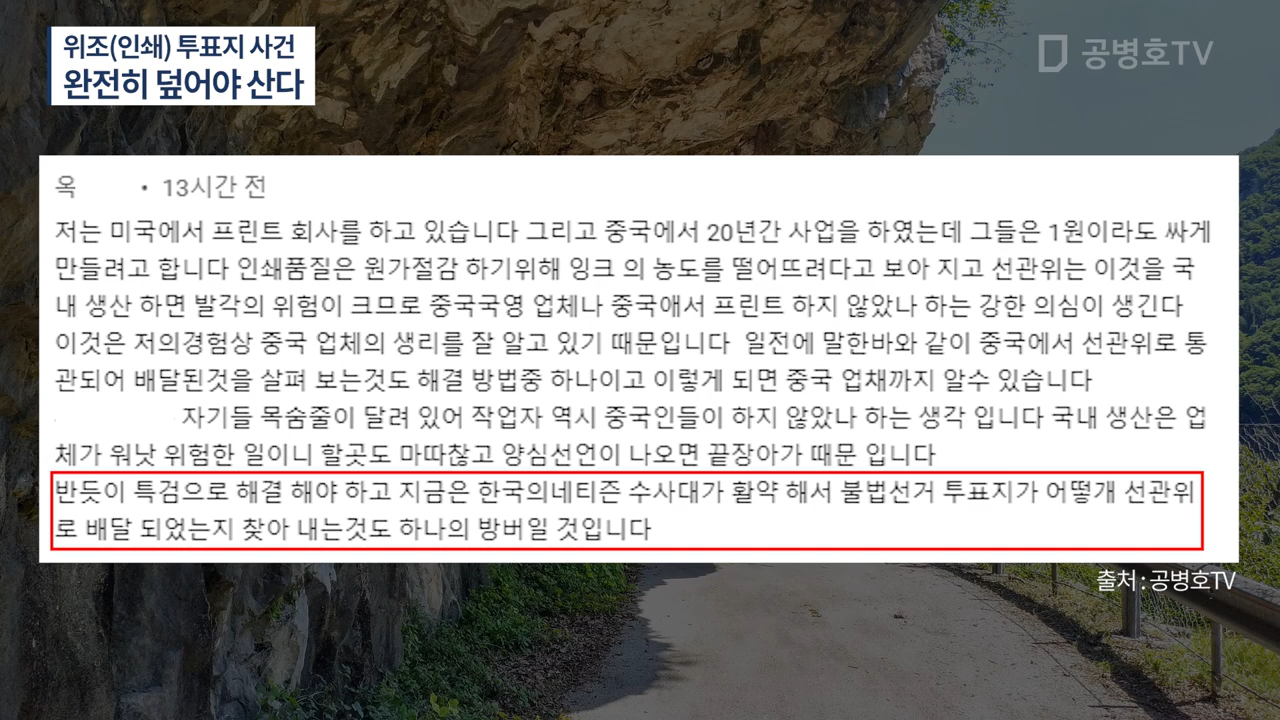 위조(인쇄) 투표지 사건
완전히 덮어야 산다
공병호TV
옥 • 13시간 전
저는 미국에서 프린트 회사를 하고 있습니다 그리고 중국에서 20년간 사업을 하였는데 그들은 1원이라도 싸게
만들려고 합니다 인쇄품질은 원가절감 하기위해 잉크 의 농도를 떨어뜨려다고 보아 지고 선관위는 이것을 국
내 생산 하면 발각의 위험이 크므로 중국국영 업체나 중국애서 프린트 하지 않았나 하는 강한 의심이 생긴다
이것은 저의경험상 중국 업체의 생리를 잘 알고 있기 때문입니다 일전에 말한바와 같이 중국에서 선관위로 통
관되어 배달된것을 살펴 보는것도 해결 방법중 하나이고 이렇게 되면 중국 업채까지 알수 있습니다
자기들 목숨줄이 달려 있어 작업자 역시 중국인들이 하지 않았나 하는 생각 입니다 국내 생산은 업
체가 워낫 위험한 일이니 할곳도 마따찮고 양심선언이 나오면 끝장아가 때문 입니다
반듯이 특검으로 해결 해야 하고 지금은 한국의네티즌 수사대가 활약 해서 불법선거 투표지가 어떻개 선관위
로 배달 되었는지 찾아 내는것도 하나의 방버일 것입니다
출처 : 공병호TV